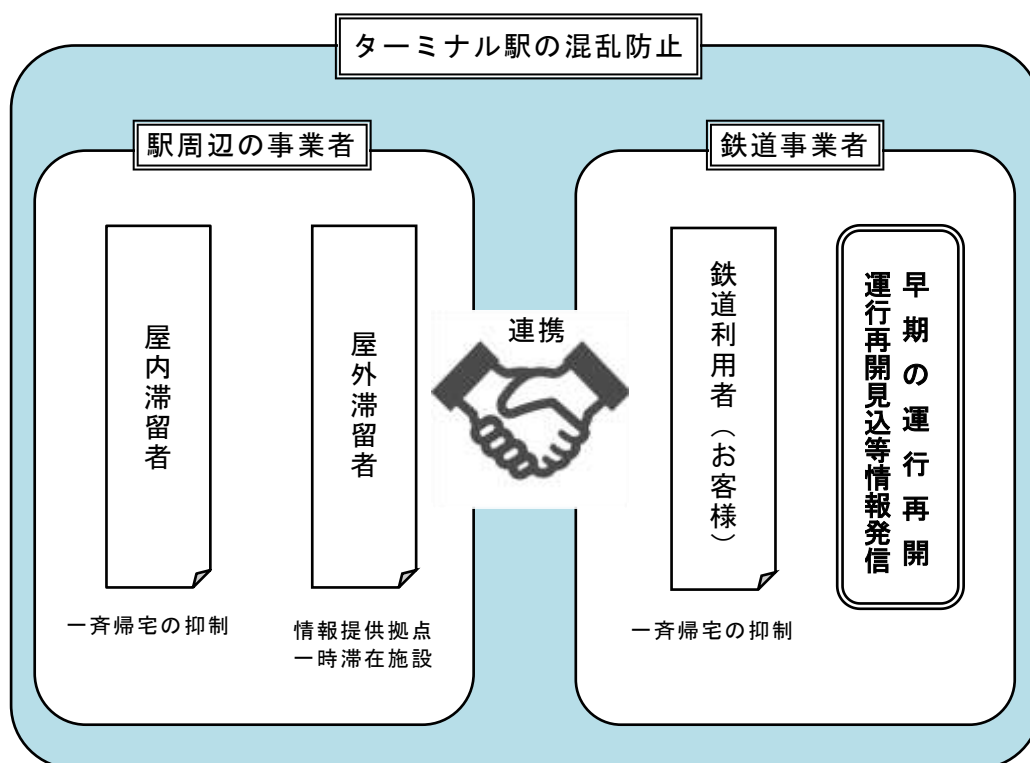 ターミナル駅の混乱防止
駅周辺の事業者
屋内滞留者
一斉帰宅の抑制
屋外滞留者
情報提供拠点
一時滞在施設
連携
鉄道事業者
鉄道利用者（お客様）
一斉帰宅の抑制
早期の運行再開
運行再開見込等情報発信